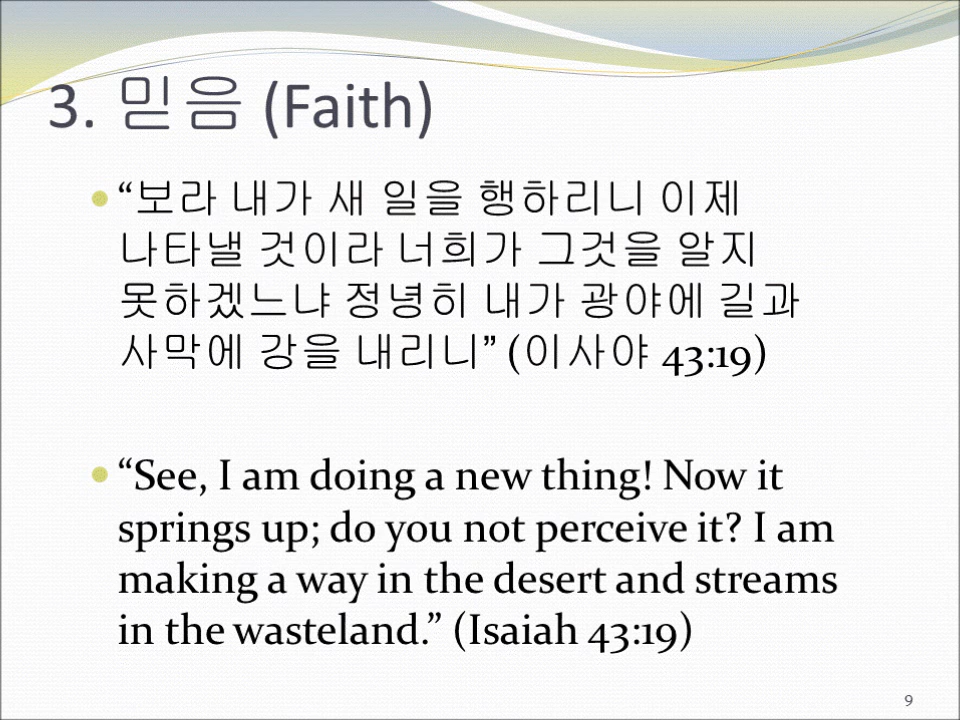 3. 믿음 (Faith)
“보라 내가 새 일을 행하리니 이제
나타낼 것이라 너희가 그것을 알지
못하겠느냐 정녕히 내가 광야에 길과
사막에 강을 내리니” (이사야 43:19)
“See, I am doing a new thing! Now it
springs up; do you not perceive it? I am
making a way in the desert and streams
in the wasteland.” (Isaiah 43:19)
9